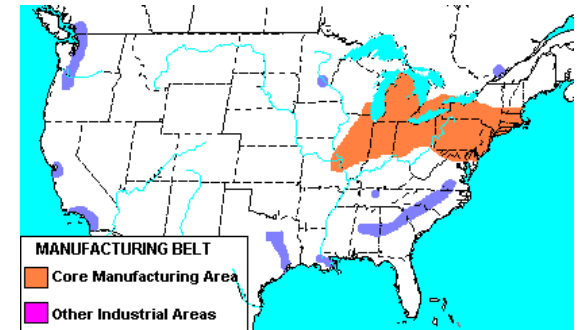 MANUFACTURING BELT
Core Manufacturing Area
Other Industrial Areas